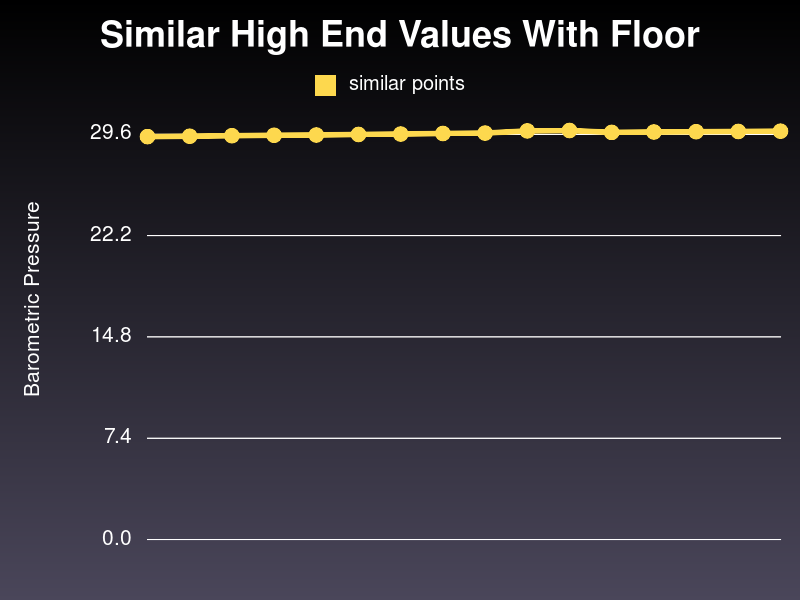 Similar High End Values With Floor
similar points
29.6
22.2
14.8
7.4
0.0
Barometric Pressure